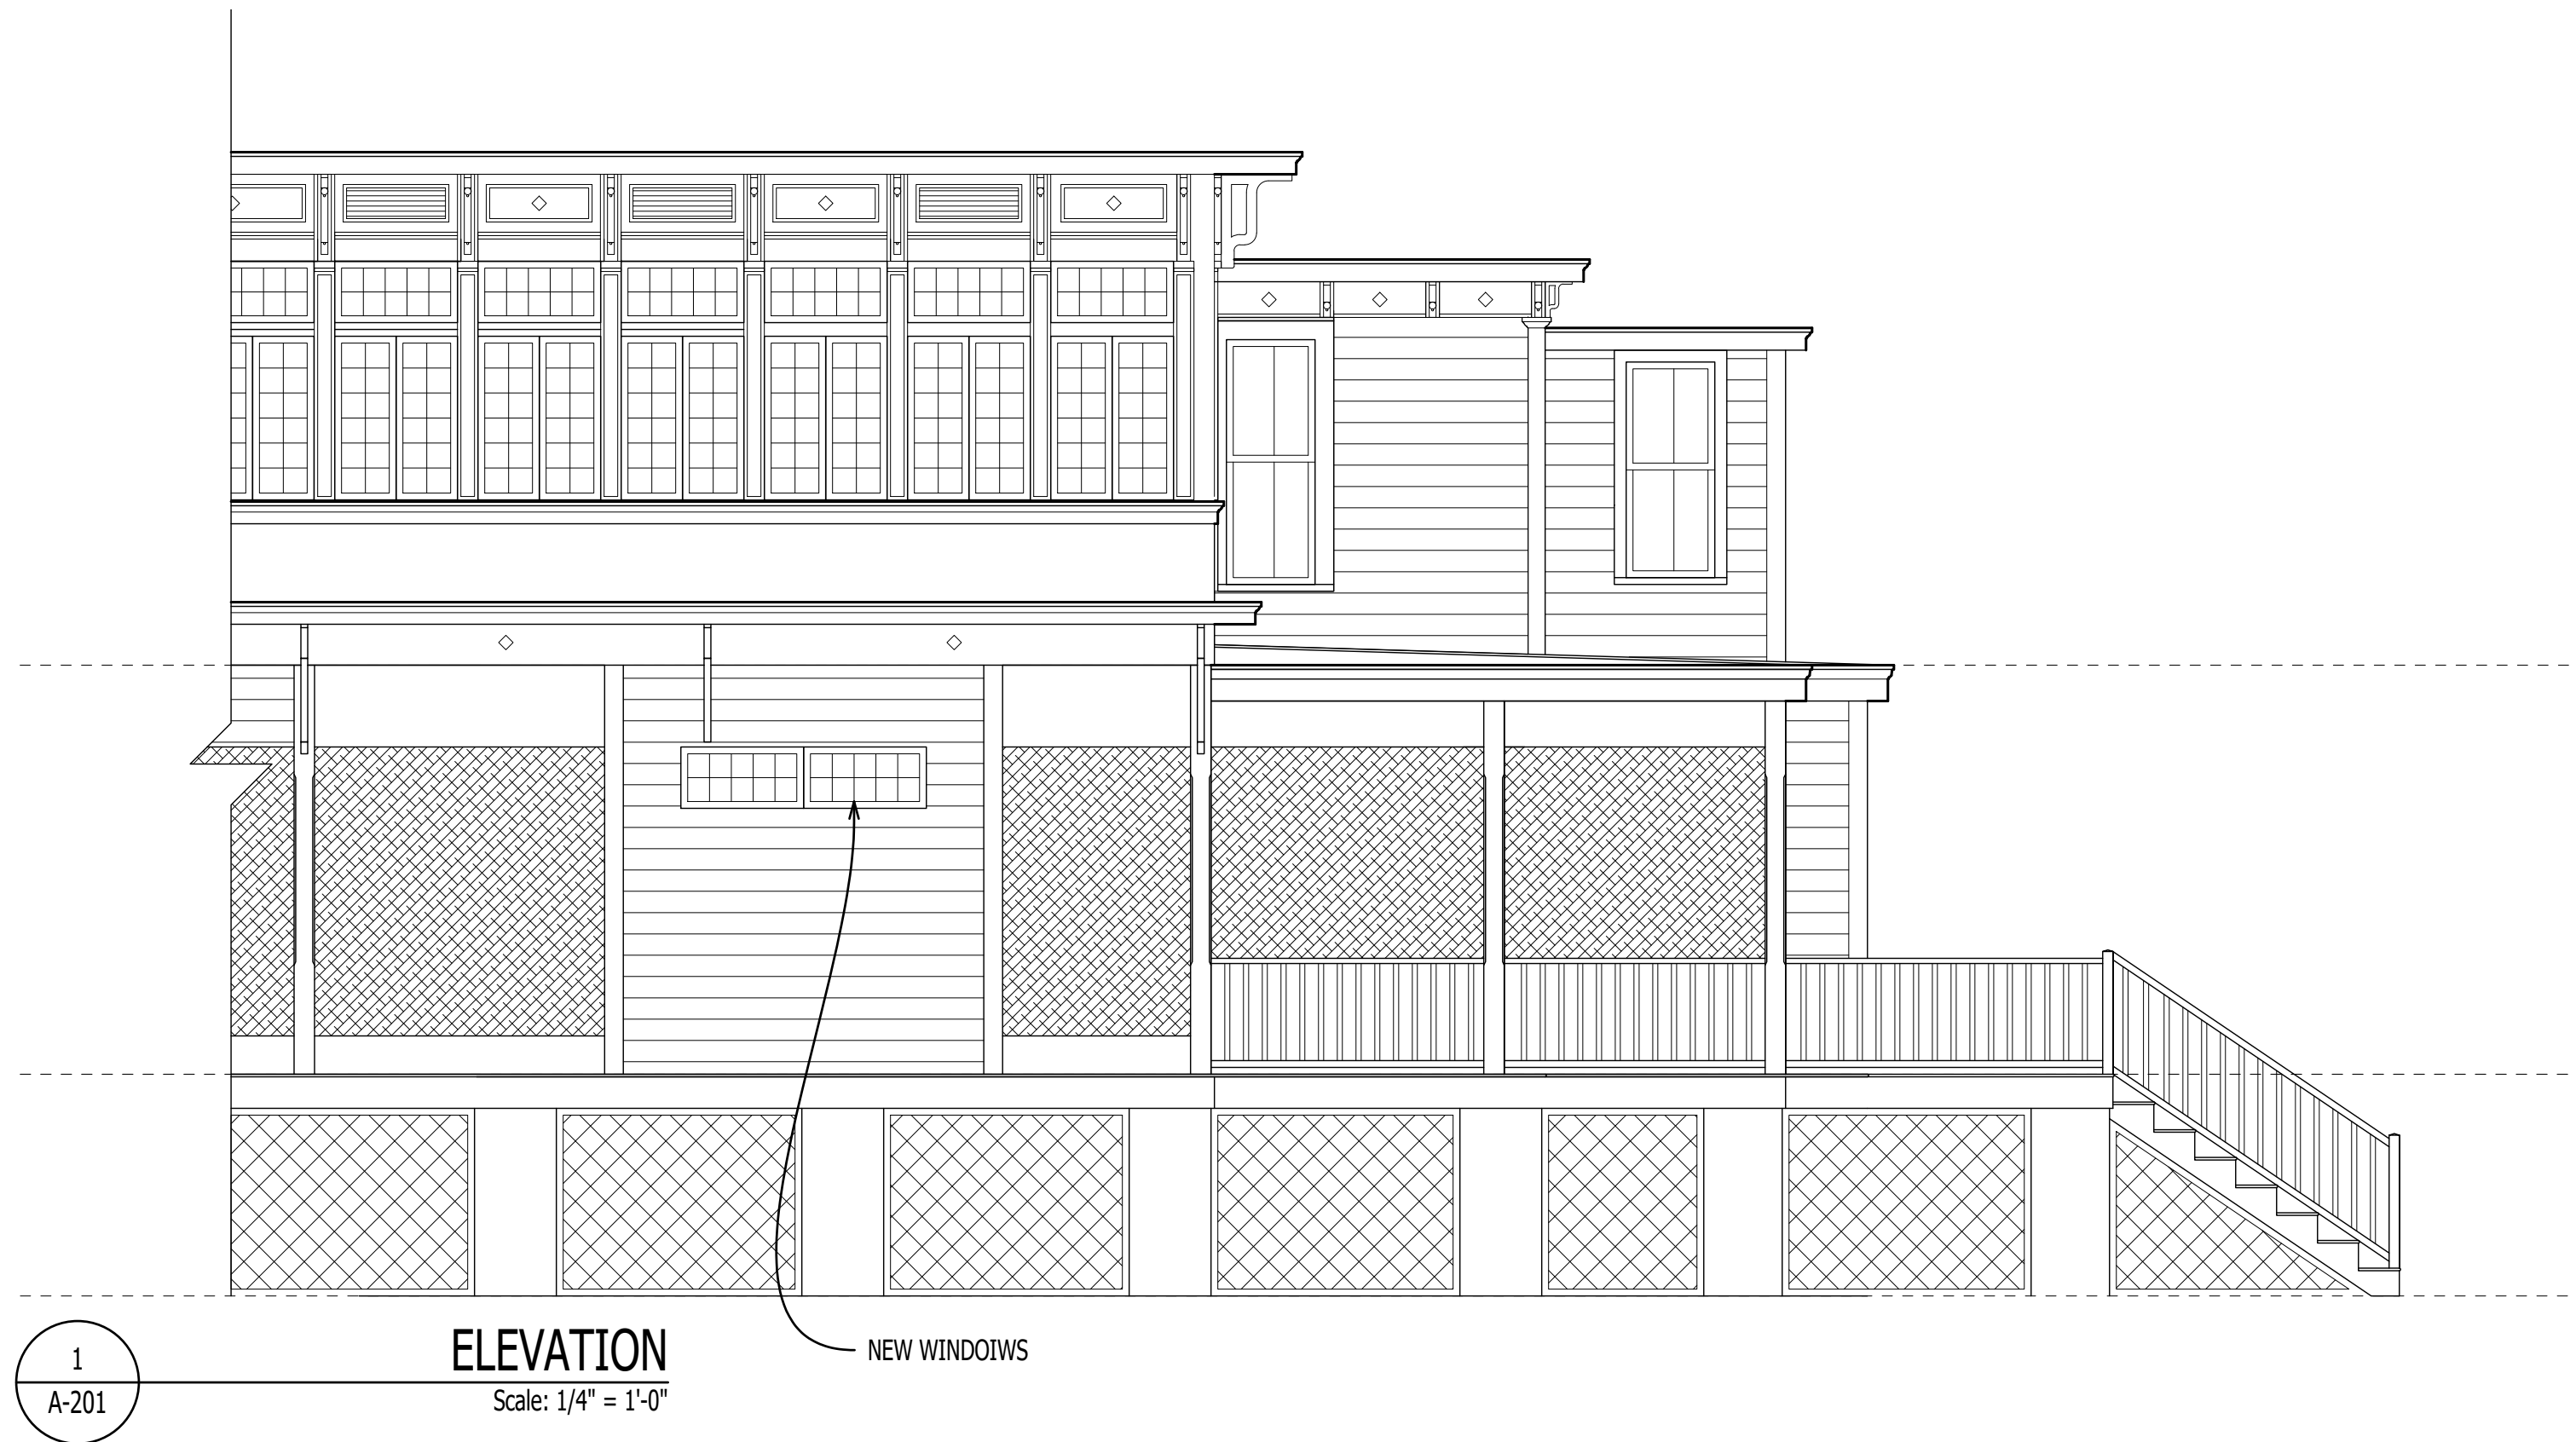 1
A-201
ELEVATION
Scale: 1/4" = 1'-0"
NEW WINDOIWS